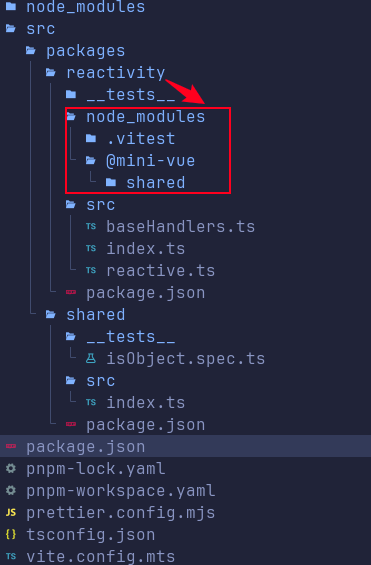 node_modules
src
packages
reactivity
__tests__
node_modules
.vitest
@mini-vue
shared
src
TS baseHandlers.ts
TS index.ts
TS reactive.ts
package.json
shared
__tests__
isObject.spec.ts
src
TS index.ts
package.json
package.json
pnpm-lock.yaml
pnpm-workspace.yaml
JS prettier.config.mjs
{} tsconfig.json
TS vite.config.mts